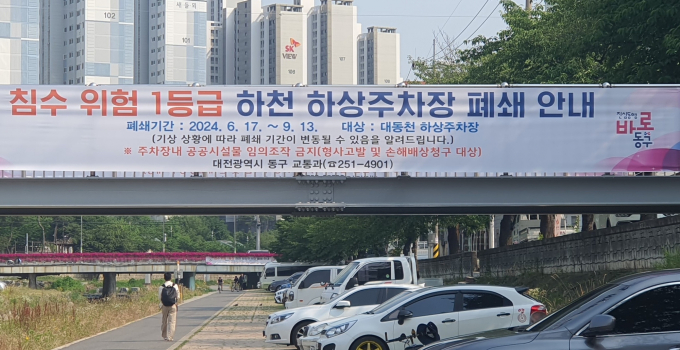 침수 위험 1등급 하천 하상주차장 폐쇄 안내
폐쇄기간 : 2024. 6. 17. ~ 9. 13.   대상 : 대동천 하상주차장
(기상 상황에 따라 폐쇄 기간이 변동될 수 있음을 알려드립니다.)
※ 주차장내 공공시설물 임의조작 금지(형사고발 및 손해배상청구 대상)
대전광역시 동구 교통과(☎251-4901)
바로
동구
SK
VIEW
102
103
101
106
107
108